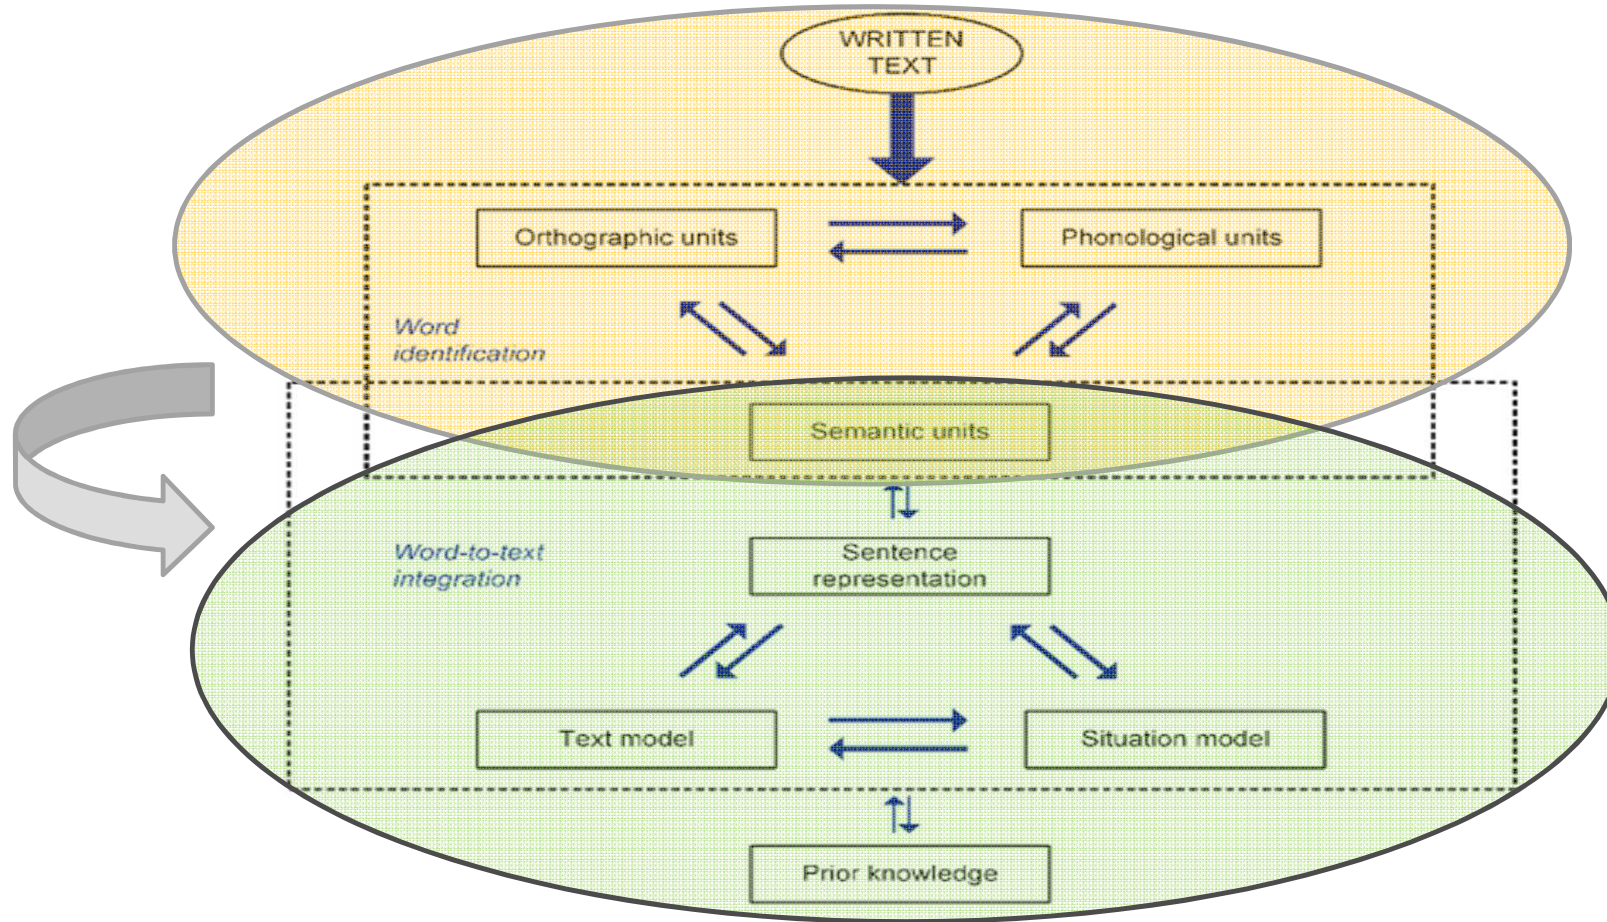 WRITTEN
TEXT
Orthographic units
Phonological units
Word
identification
Semantic units
Word-to-text
integration
Sentence
representation
Text model
Situation model
Prior knowledge